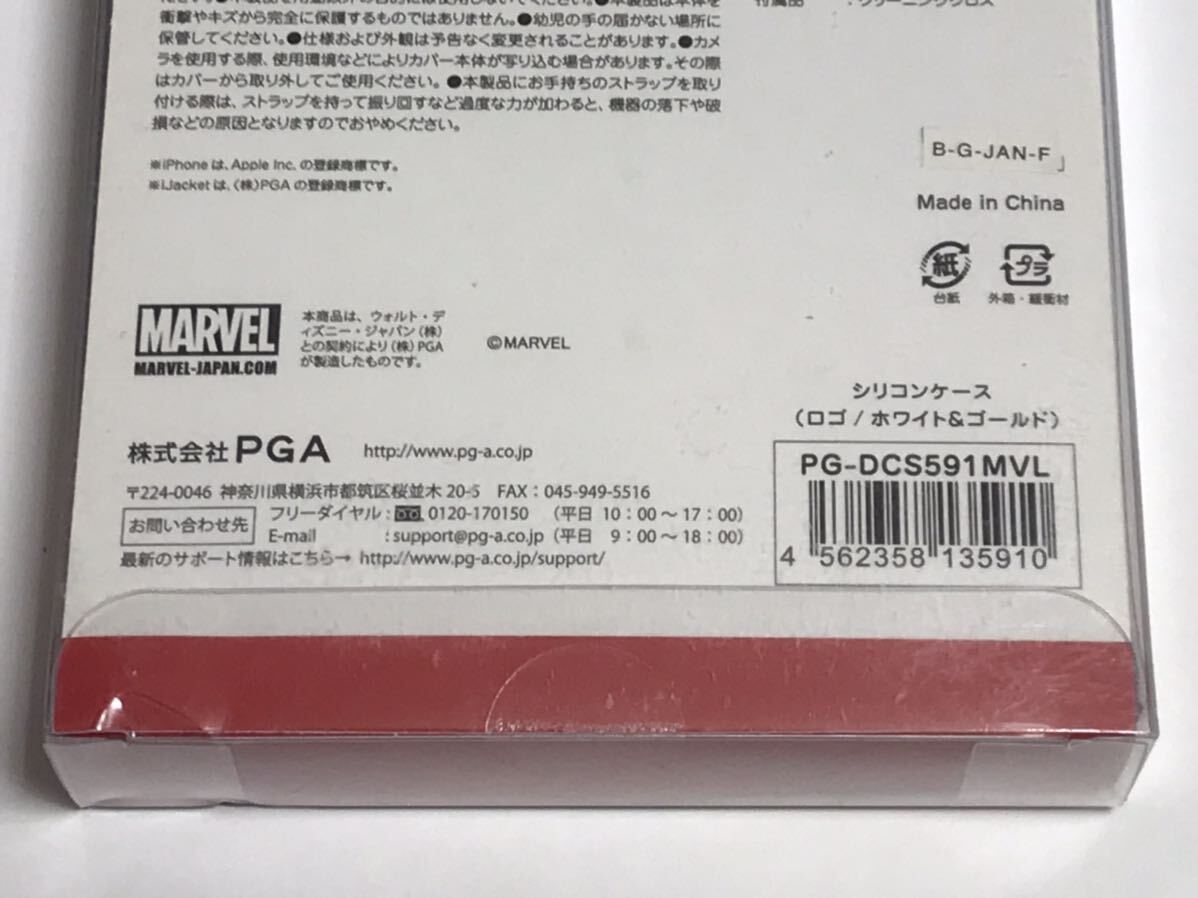 衝撃やキズから完全に保護するものではありません。●幼児の手の届かない場所に
保管してください。●仕様および外観は予告なく変更されることがあります。●カメ
ラを使用する際、使用環境などによりカバー本体が写り込む場合があります。その際
はカバーから取り外してご使用ください。●本製品にお手持ちのストラップを取り
付ける際は、ストラップを持って振り回すなど過度な力が加わると、機器の落下や破
損などの原因となりますのでおやめください。
付属品 : クリーニングクロス
※iPhone は、Apple Inc. の登録商標です。
※iJacket は、(株)PGA の登録商標です。
B-G-JAN-F
Made in China
紙
台紙
プラ
外箱・緩衝材
MARVEL
MARVEL-JAPAN.COM
本商品は、ウォルト・デ
ィズニー・ジャパン(株)
との契約により(株)PGA
が製造したものです。
©MARVEL
シリコンケース
(ロゴ / ホワイト&ゴールド)
PG-DCS591MVL
4 562358 135910
株式会社 PGA http://www.pg-a.co.jp
〒224-0046 神奈川県横浜市都筑区桜並木 20-5 FAX : 045-949-5516
お問い合わせ先
フリーダイヤル : 0120-170150 (平日 10:00~17:00)
E-mail : support@pg-a.co.jp (平日 9:00~18:00)
最新のサポート情報はこちら→ http://www.pg-a.co.jp/support/